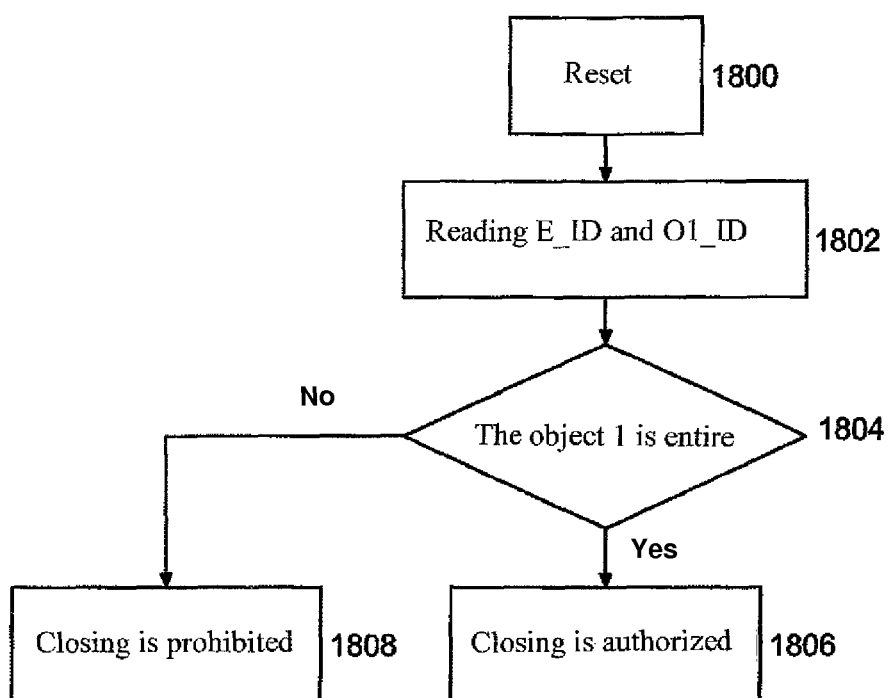 Reset
1800
Reading E_ID and O1_ID
1802
No
The object 1 is entire
1804
Yes
Closing is prohibited
1808
Closing is authorized
1806